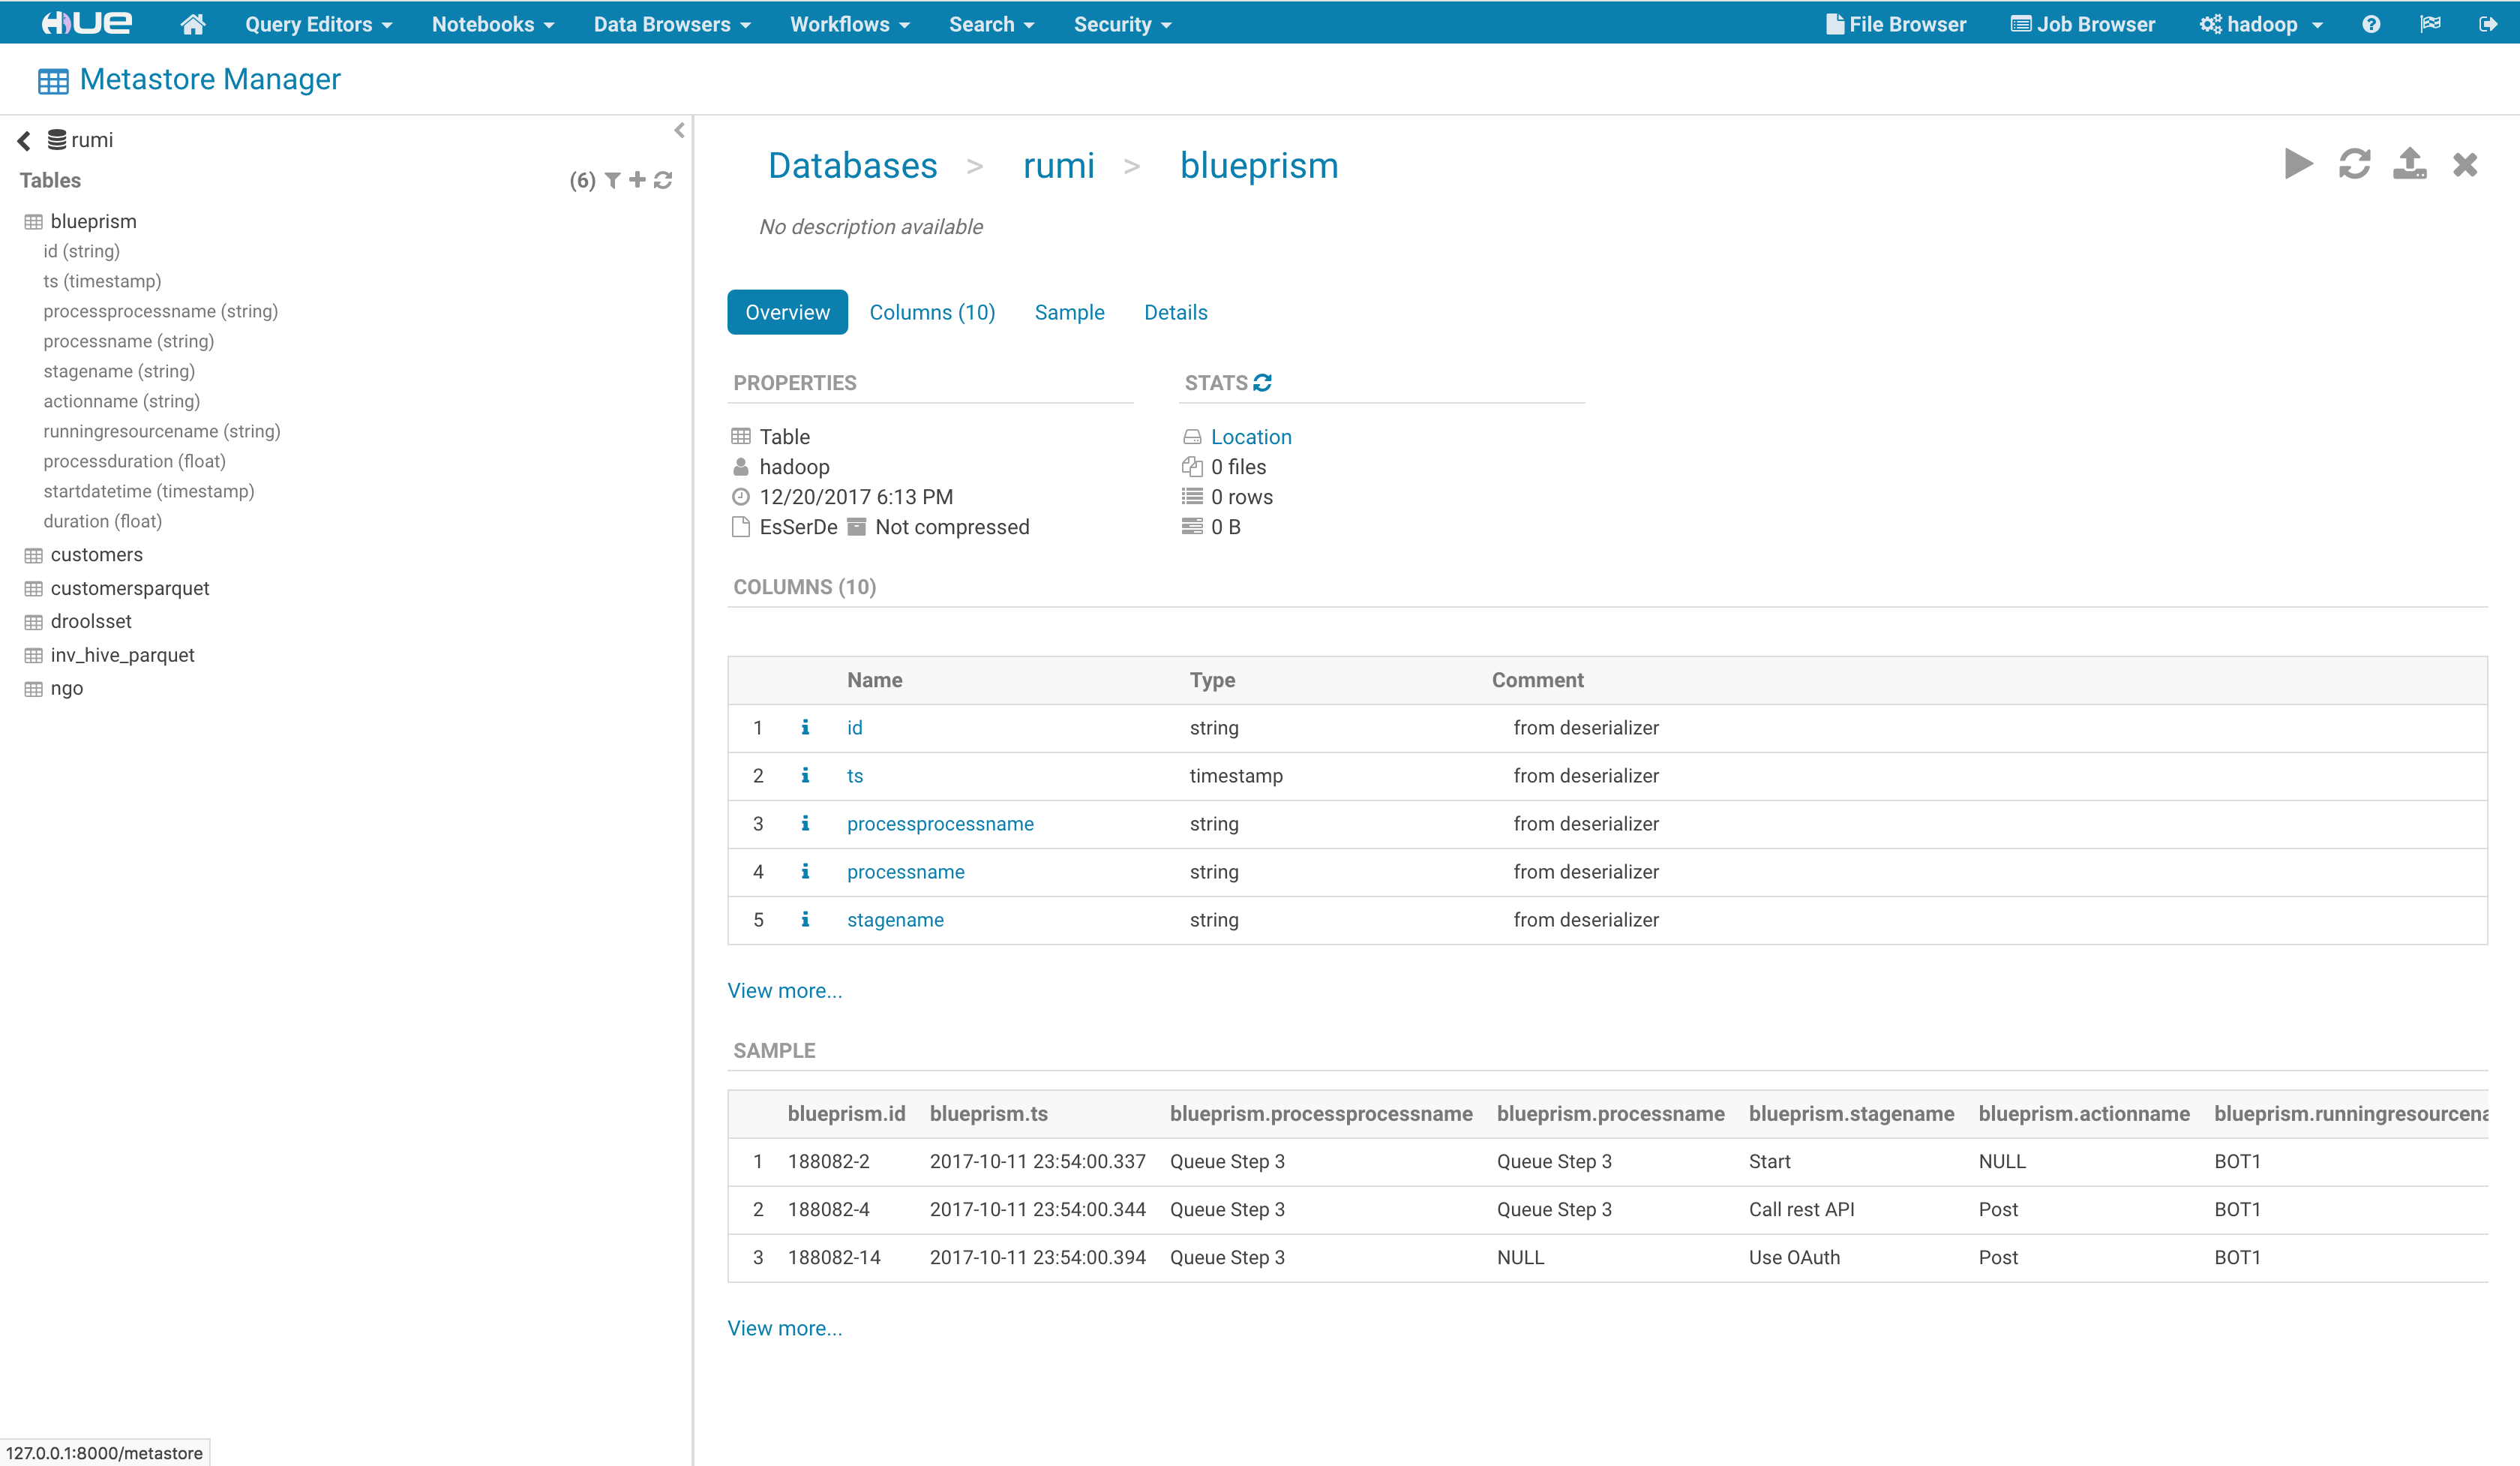 HUE Query Editors Notebooks Data Browsers Workflows Search Security File Browser Job Browser hadoop
Metastore Manager
rumi
Tables (6)
blueprism
id (string)
ts (timestamp)
processprocessname (string)
processname (string)
stagename (string)
actionname (string)
runningresourcename (string)
processduration (float)
startdatetime (timestamp)
duration (float)
customers
customersparquet
droolsset
inv_hive_parquet
ngo
Databases > rumi > blueprism
No description available
Overview Columns (10) Sample Details
PROPERTIES
Table
hadoop
12/20/2017 6:13 PM
EsSerDe Not compressed
STATS
Location
0 files
0 rows
0 B
COLUMNS (10)
Name Type Comment
1 id string from deserializer
2 ts timestamp from deserializer
3 processprocessname string from deserializer
4 processname string from deserializer
5 stagename string from deserializer
View more...
SAMPLE
blueprism.id blueprism.ts blueprism.processprocessname blueprism.processname blueprism.stagename blueprism.actionname blueprism.runningresourcena
1 188082-2 2017-10-11 23:54:00.337 Queue Step 3 Queue Step 3 Start NULL BOT1
2 188082-4 2017-10-11 23:54:00.344 Queue Step 3 Queue Step 3 Call rest API Post BOT1
3 188082-14 2017-10-11 23:54:00.394 Queue Step 3 NULL Use OAuth Post BOT1
View more...
127.0.0.1:8000/metastore